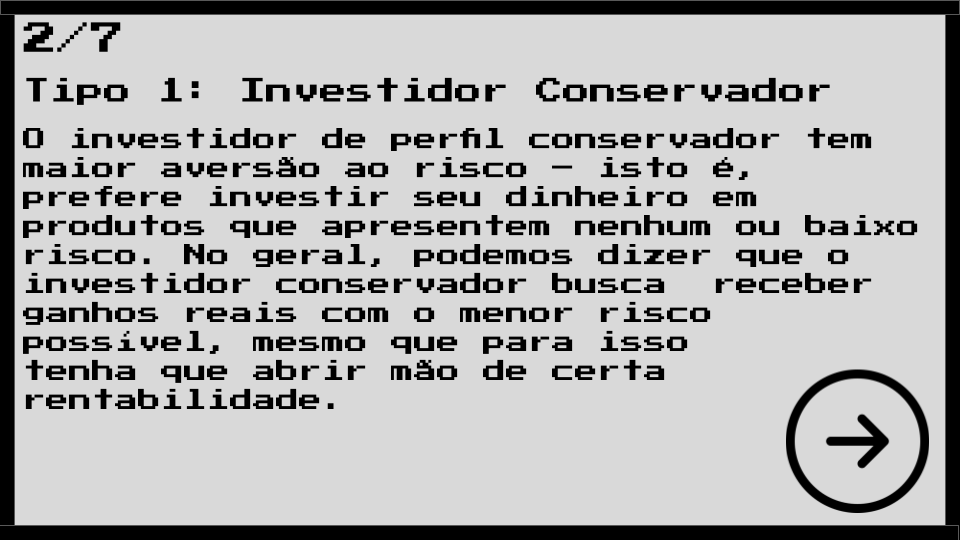 2/7
Tipo 1: Investidor Conservador
O investidor de perfil conservador tem
maior aversão ao risco – isto é,
prefere investir seu dinheiro em
produtos que apresentem nenhum ou baixo
risco. No geral, podemos dizer que o
investidor conservador busca  receber
ganhos reais com o menor risco
possível, mesmo que para isso
tenha que abrir mão de certa
rentabilidade.